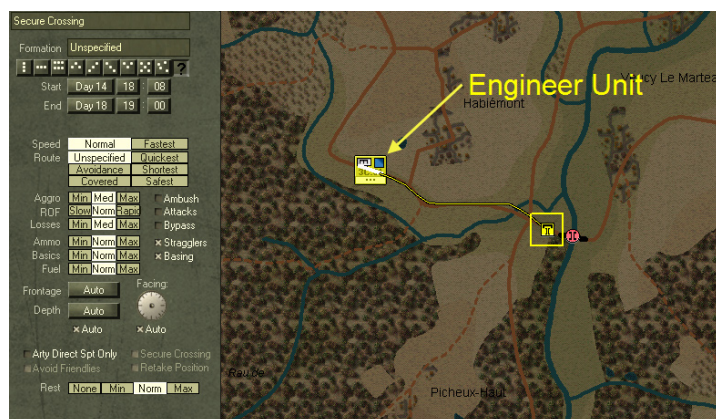 Secure Crossing
Formation Unspecified
?
Start Day 14 18 : 08
End Day 18 19 : 00
Speed Normal Fastest
Route Unspecified Quickest
Avoidance Shortest
Covered Safest
Aggro Min Med Max Ambush
ROF Slow Norm Rapid Attacks
Losses Min Med Max Bypass
Ammo Min Norm Max Stragglers
Basics Min Norm Max Basing
Fuel Min Norm Max
Frontage Auto Facing:
Depth Auto
Auto Auto
Arty Direct Spt Only Secure Crossing
Avoid Friendlies Retake Position
Rest None Min Norm Max
Engineer Unit
Habiémont
Le Martea
Picheux-Haut